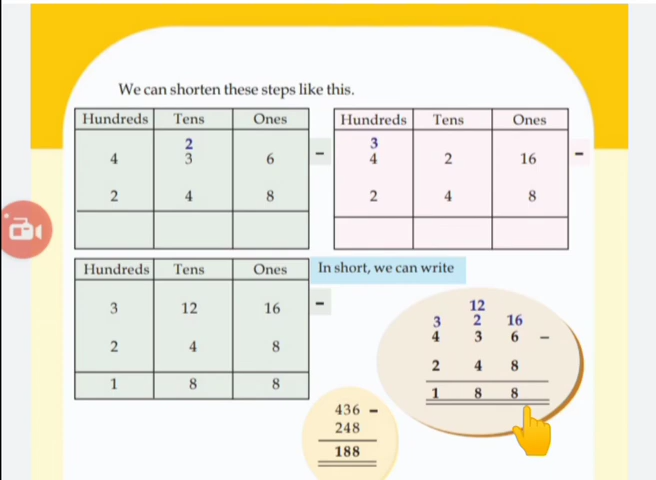 We can shorten these steps like this.
Hundreds Tens Ones
2
4 3 6 -
2 4 8
Hundreds Tens Ones
3
4 2 16 -
2 4 8
Hundreds Tens Ones
3 12 16 -
2 4 8
1 8 8
In short, we can write
12
3 2 16
4 3 6 -
2 4 8
1 8 8
436 -
248
188